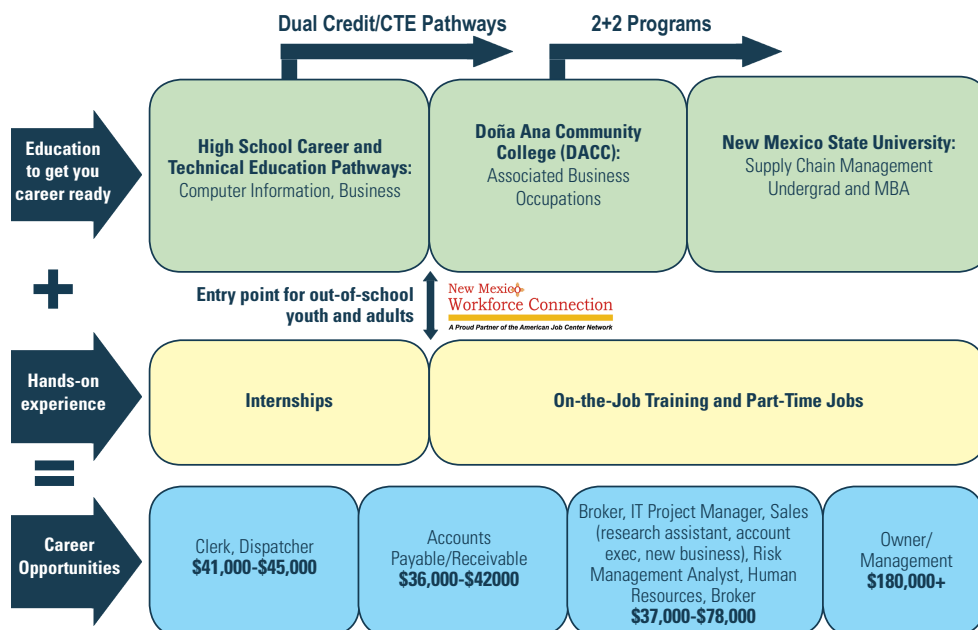 Dual Credit/CTE Pathways
2+2 Programs
Education
to get you
career ready
High School Career and
Technical Education Pathways:
Computer Information, Business
Doña Ana Community
College (DACC):
Associated Business
Occupations
New Mexico State University:
Supply Chain Management
Undergrad and MBA
+
Entry point for out-of-school
youth and adults
New Mexico
Workforce Connection
A Proud Partner of the American Job Center Network
Hands-on
experience
Internships
On-the-Job Training and Part-Time Jobs
=
Career
Opportunities
Clerk, Dispatcher
$41,000-$45,000
Accounts
Payable/Receivable
$36,000-$42000
Broker, IT Project Manager, Sales
(research assistant, account
exec, new business), Risk
Management Analyst, Human
Resources, Broker
$37,000-$78,000
Owner/
Management
$180,000+